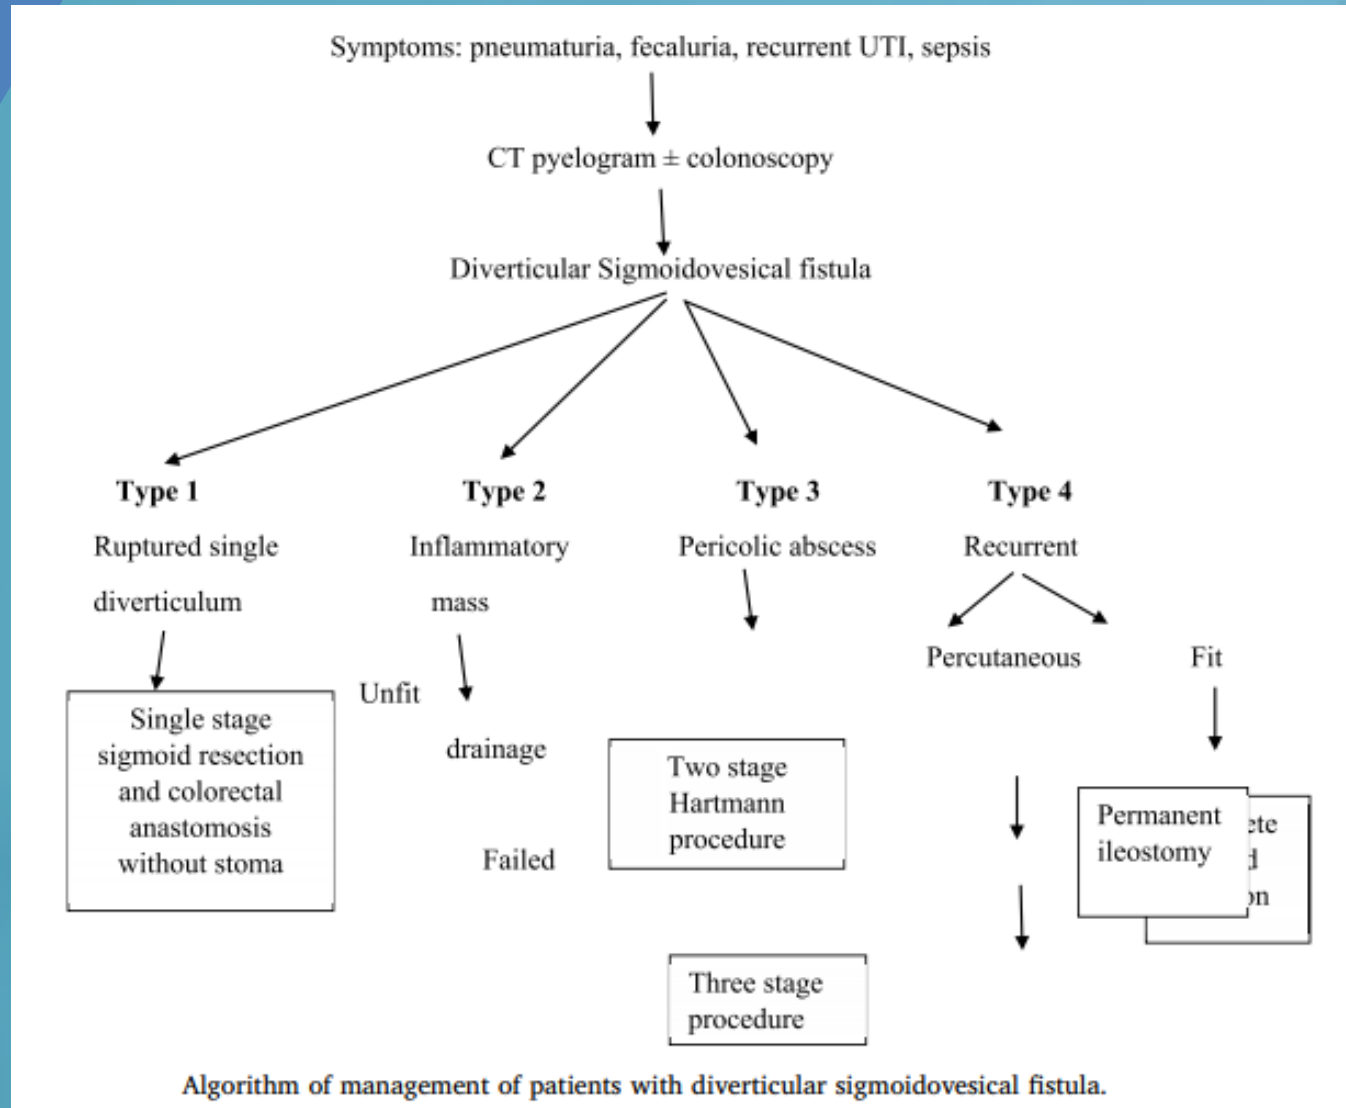 Symptoms: pneumaturia, fecaluria, recurrent UTI, sepsis
CT pyelogram ± colonoscopy
Diverticular Sigmoidovesical fistula
Type 1
Type 2
Type 3
Type 4
Ruptured single
diverticulum
Inflammatory
mass
Pericolic abscess
Recurrent
Percutaneous
Fit
Unfit
drainage
Failed
Single stage
sigmoid resection
and colorectal
anastomosis
without stoma
Two stage
Hartmann
procedure
Permanent
ileostomy
Three stage
procedure
Algorithm of management of patients with diverticular sigmoidovesical fistula.